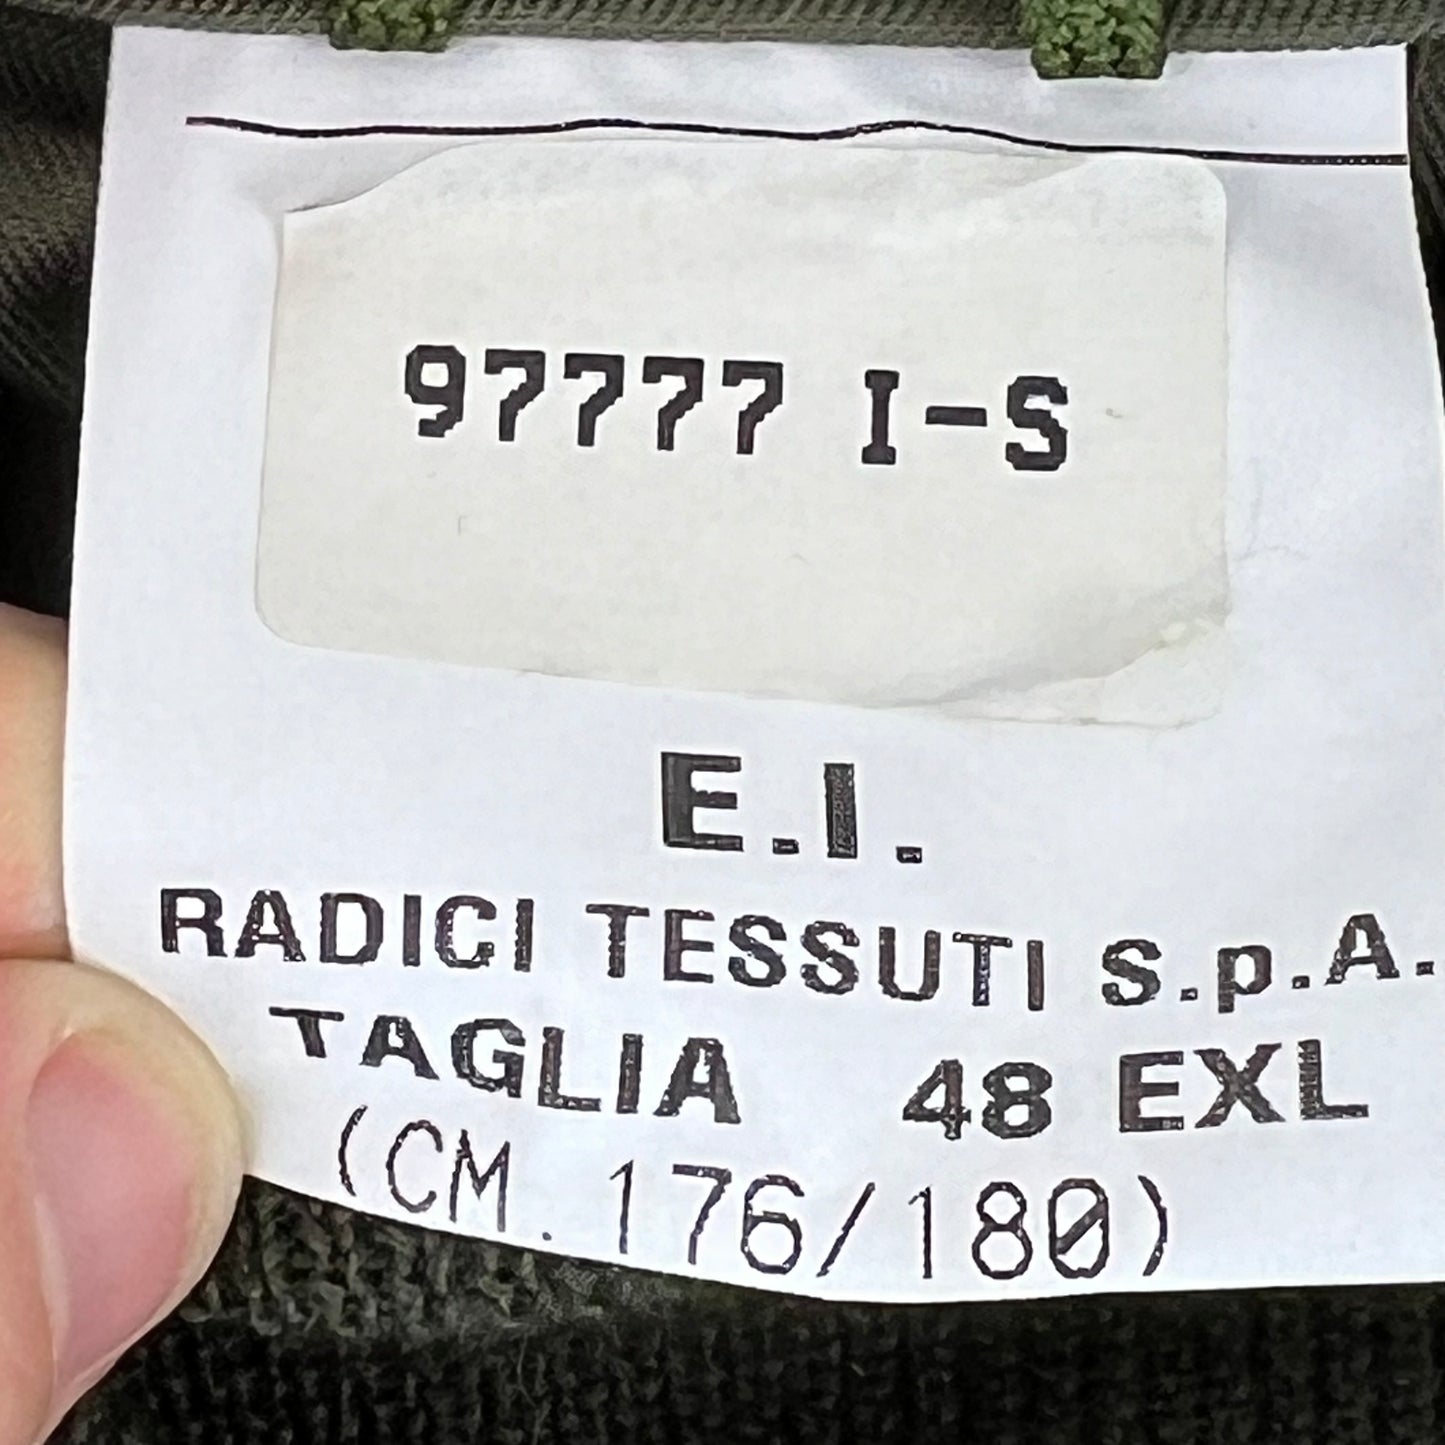 97777 I-S
E.I.
RADICI TESSUTI S.p.A.
TAGLIA 48 EXL
(CM. 176/180)